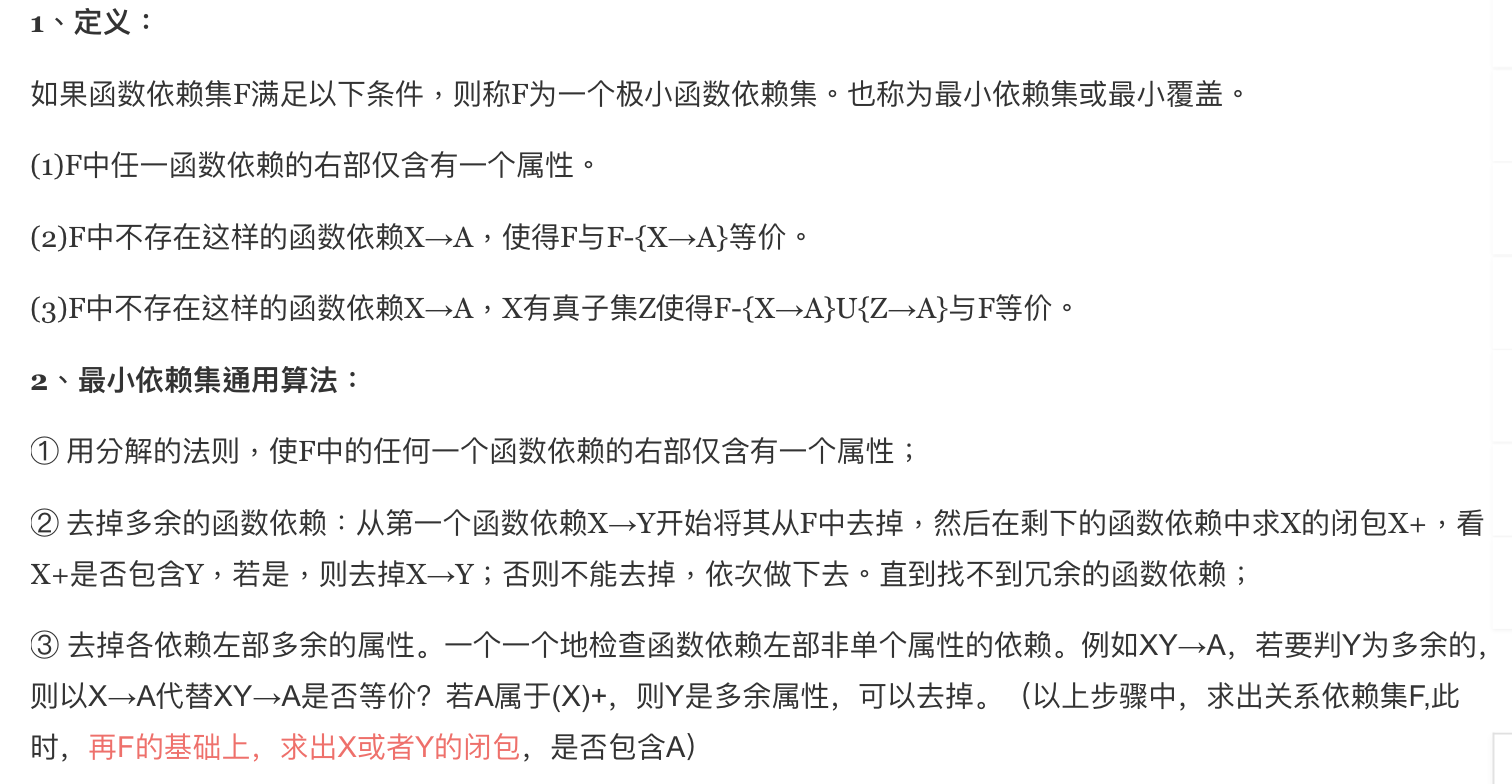 1、定义：
如果函数依赖集F满足以下条件，则称F为一个极小函数依赖集。也称为最小依赖集或最小覆盖。
(1)F中任一函数依赖的右部仅含有一个属性。
(2)F中不存在这样的函数依赖X→A，使得F与F-{X→A}等价。
(3)F中不存在这样的函数依赖X→A，X有真子集Z使得F-{X→A}U{Z→A}与F等价。
2、最小依赖集通用算法：
① 用分解的法则，使F中的任何一个函数依赖的右部仅含有一个属性；
② 去掉多余的函数依赖：从第一个函数依赖X→Y开始将其从F中去掉，然后在剩下的函数依赖中求X的闭包X+，看
X+是否包含Y，若是，则去掉X→Y；否则不能去掉，依次做下去。直到找不到冗余的函数依赖；
③ 去掉各依赖左部多余的属性。一个一个地检查函数依赖左部非单个属性的依赖。例如XY→A，若要判Y为多余的，
则以X→A代替XY→A是否等价？若A属于(X)+，则Y是多余属性，可以去掉。（以上步骤中，求出关系依赖集F,此
时，再F的基础上，求出X或者Y的闭包，是否包含A）